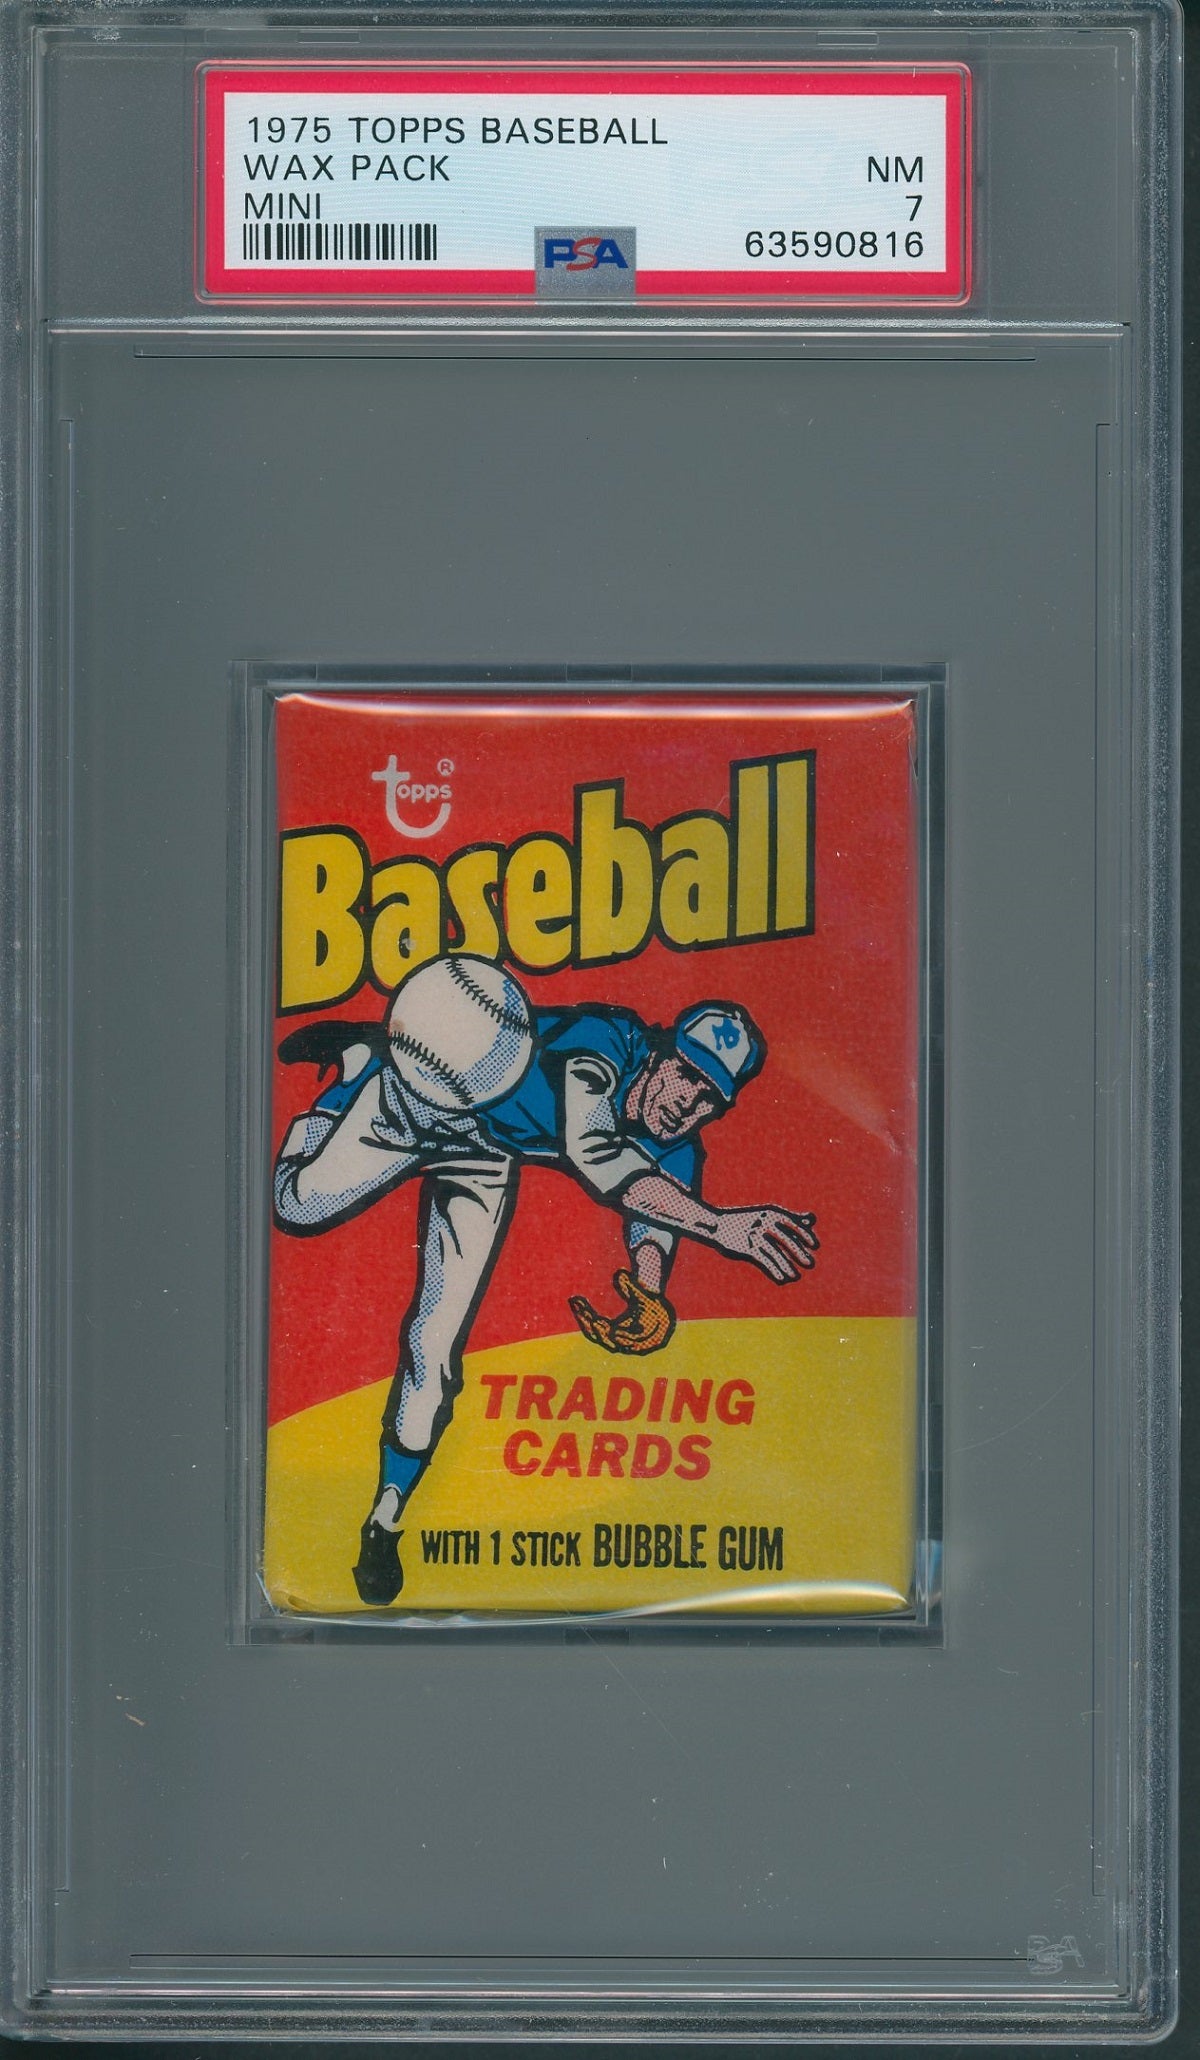 1975 TOPPS BASEBALL
WAX PACK
NM
MINI
7
PSA
63590816
topps®
Baseball
TRADING
CARDS
WITH 1 STICK BUBBLE GUM
PSA